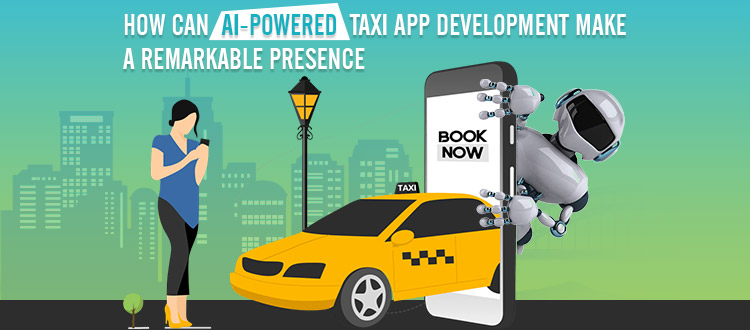 HOW CAN AI-POWERED TAXI APP DEVELOPMENT MAKE
A REMARKABLE PRESENCE
BOOK
NOW
TAXI